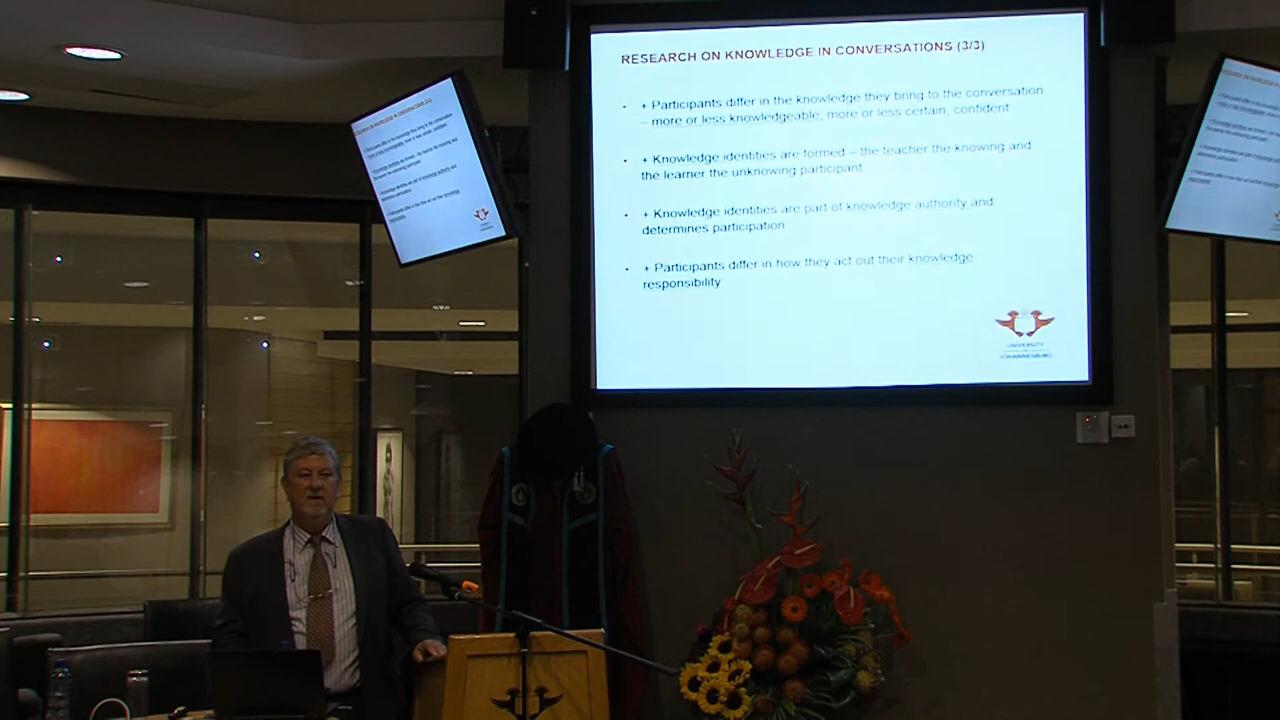 RESEARCH ON KNOWLEDGE IN CONVERSATIONS (3/3)
+ Participants differ in the knowledge they bring to the conversation
– more or less knowledgeable, more or less certain, confident
+ Knowledge identities are formed – the teacher the knowing and
the learner the unknowing participant
+ Knowledge identities are part of knowledge authority and
determines participation
+ Participants differ in how they act out their knowledge
responsibility
UNIVERSITY
OF
JOHANNESBURG